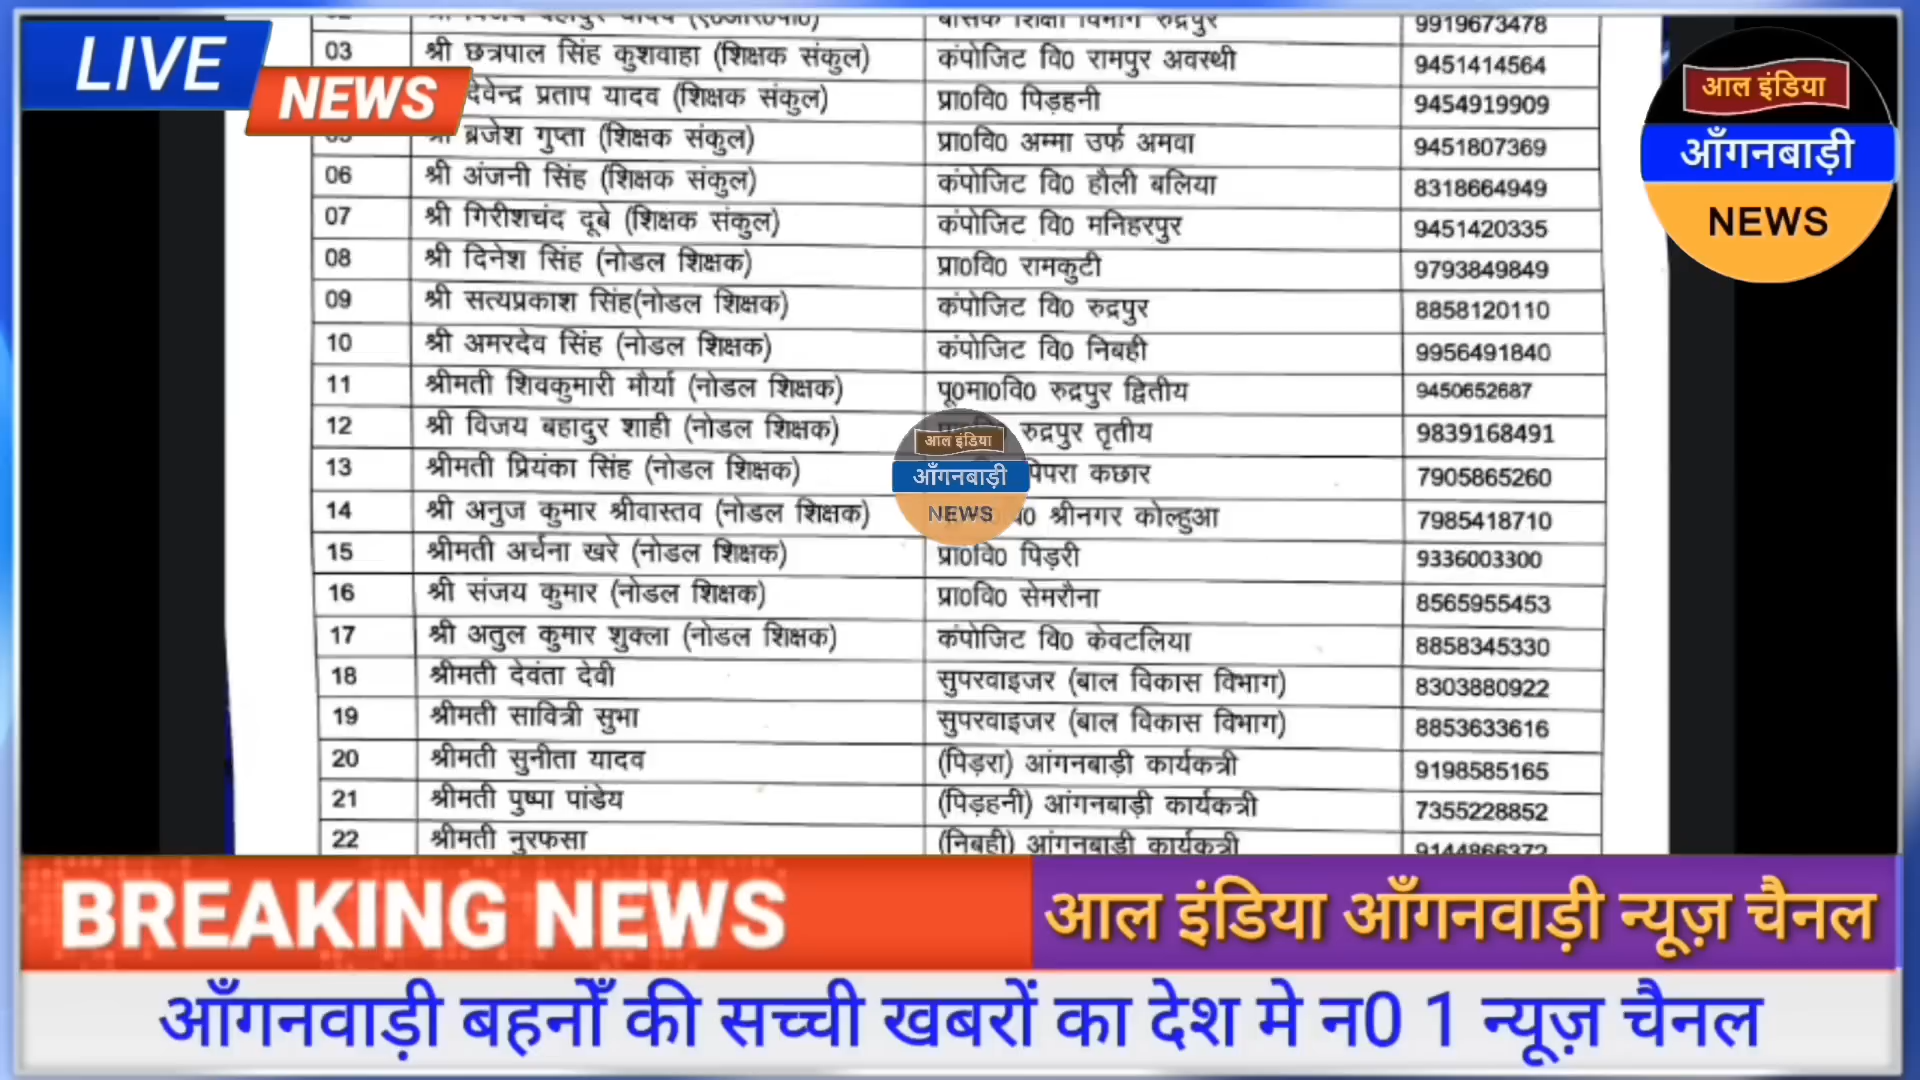 LIVE
NEWS
9919673478
03 श्री छत्रपाल सिंह कुशवाहा (शिक्षक संकुल) कंपोजिट वि0 रामपुर अवस्थी 9451414564
देवेन्द्र प्रताप यादव (शिक्षक संकुल) प्रा0वि0 पिड़हनी 9454919909
ब्रजेश गुप्ता (शिक्षक संकुल) प्रा0वि0 अम्मा उर्फ अमवा 9451807369
06 श्री अंजनी सिंह (शिक्षक संकुल) कंपोजिट वि0 हौली बलिया 8318664949
07 श्री गिरीशचंद दूबे (शिक्षक संकुल) कंपोजिट वि0 मनिहरपुर 9451420335
08 श्री दिनेश सिंह (नोडल शिक्षक) प्रा0वि0 रामकुटी 9793849849
09 श्री सत्यप्रकाश सिंह(नोडल शिक्षक) कंपोजिट वि0 रुद्रपुर 8858120110
10 श्री अमरदेव सिंह (नोडल शिक्षक) कंपोजिट वि0 निबही 9956491840
11 श्रीमती शिवकुमारी मौर्या (नोडल शिक्षक) पू0मा0वि0 रुद्रपुर द्वितीय 9450652687
12 श्री विजय बहादुर शाही (नोडल शिक्षक) रुद्रपुर तृतीय 9839168491
13 श्रीमती प्रियंका सिंह (नोडल शिक्षक) पिपरा कछार 7905865260
14 श्री अनुज कुमार श्रीवास्तव (नोडल शिक्षक) श्रीनगर कोल्हुआ 7985418710
15 श्रीमती अर्चना खरे (नोडल शिक्षक) प्रा0वि0 पिड़री 9336003300
16 श्री संजय कुमार (नोडल शिक्षक) प्रा0वि0 सेमरौना 8565955453
17 श्री अतुल कुमार शुक्ला (नोडल शिक्षक) कंपोजिट वि0 केवटलिया 8858345330
18 श्रीमती देवंता देवी सुपरवाइजर (बाल विकास विभाग) 8303880922
19 श्रीमती सावित्री सुभा सुपरवाइजर (बाल विकास विभाग) 8853633616
20 श्रीमती सुनीता यादव (पिड़रा) आंगनबाड़ी कार्यकत्री 9198585165
21 श्रीमती पुष्पा पांडेय (पिड़हनी) आंगनबाड़ी कार्यकत्री 7355228852
22 श्रीमती नुरफसा (निबही) आंगनबाड़ी कार्यकत्री 9144866372
आल इंडिया
आँगनबाड़ी
NEWS
आल इंडिया
आँगनबाड़ी
NEWS
BREAKING NEWS
आल इंडिया आँगनवाड़ी न्यूज़ चैनल
आँगनवाड़ी बहनोंँ की सच्ची खबरों का देश मे न0 1 न्यूज़ चैनल